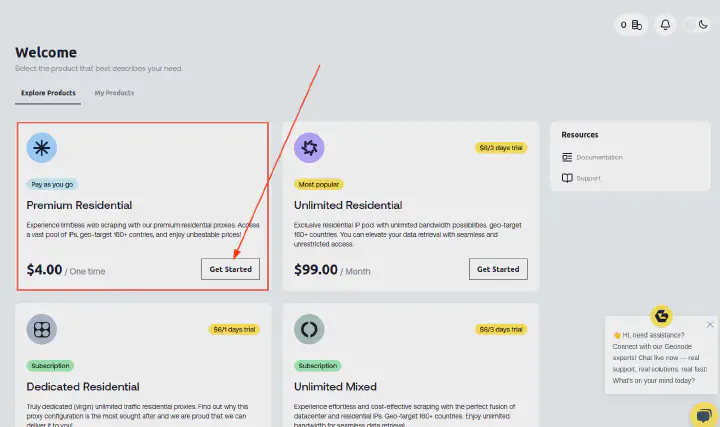 0
Welcome
Select the product that best describes your need.
Explore Products
My Products
Pay as you go
Premium Residential
Experience limitless web scraping with our premium residential proxies. Access
a vast pool of IPs, geo-target 160+ contries, and enjoy unbeatable prices!
$4.00 / One time
Get Started
$6/2 days trial
Most popular
Unlimited Residential
Exclusive residential IP pool with unlimited bandwidth possibilities, geo-target
160+ countries. You can elevate your data retrieval with seamless and
unrestricted access.
$99.00 / Month
Get Started
Resources
Documentation
Support
$6/1 days trial
Subscription
Dedicated Residential
Truly dedicated (virgin) unlimited traffic residential proxies. Find out why this
proxy configuration is the most sought after and we are proud that we can
deliver it to you!
$6/3 days trial
Subscription
Unlimited Mixed
Experience effortless and cost-effective scraping with the perfect fusion of
datacenter and residential IPs. Geo-target 160+ countries. Enjoy unlimited
bandwidth for seamless data retrieval.
👋 Hi, need assistance?
Connect with our Geonode
experts! Chat live now — real
support, real solutions, real fast!
What's on your mind today?